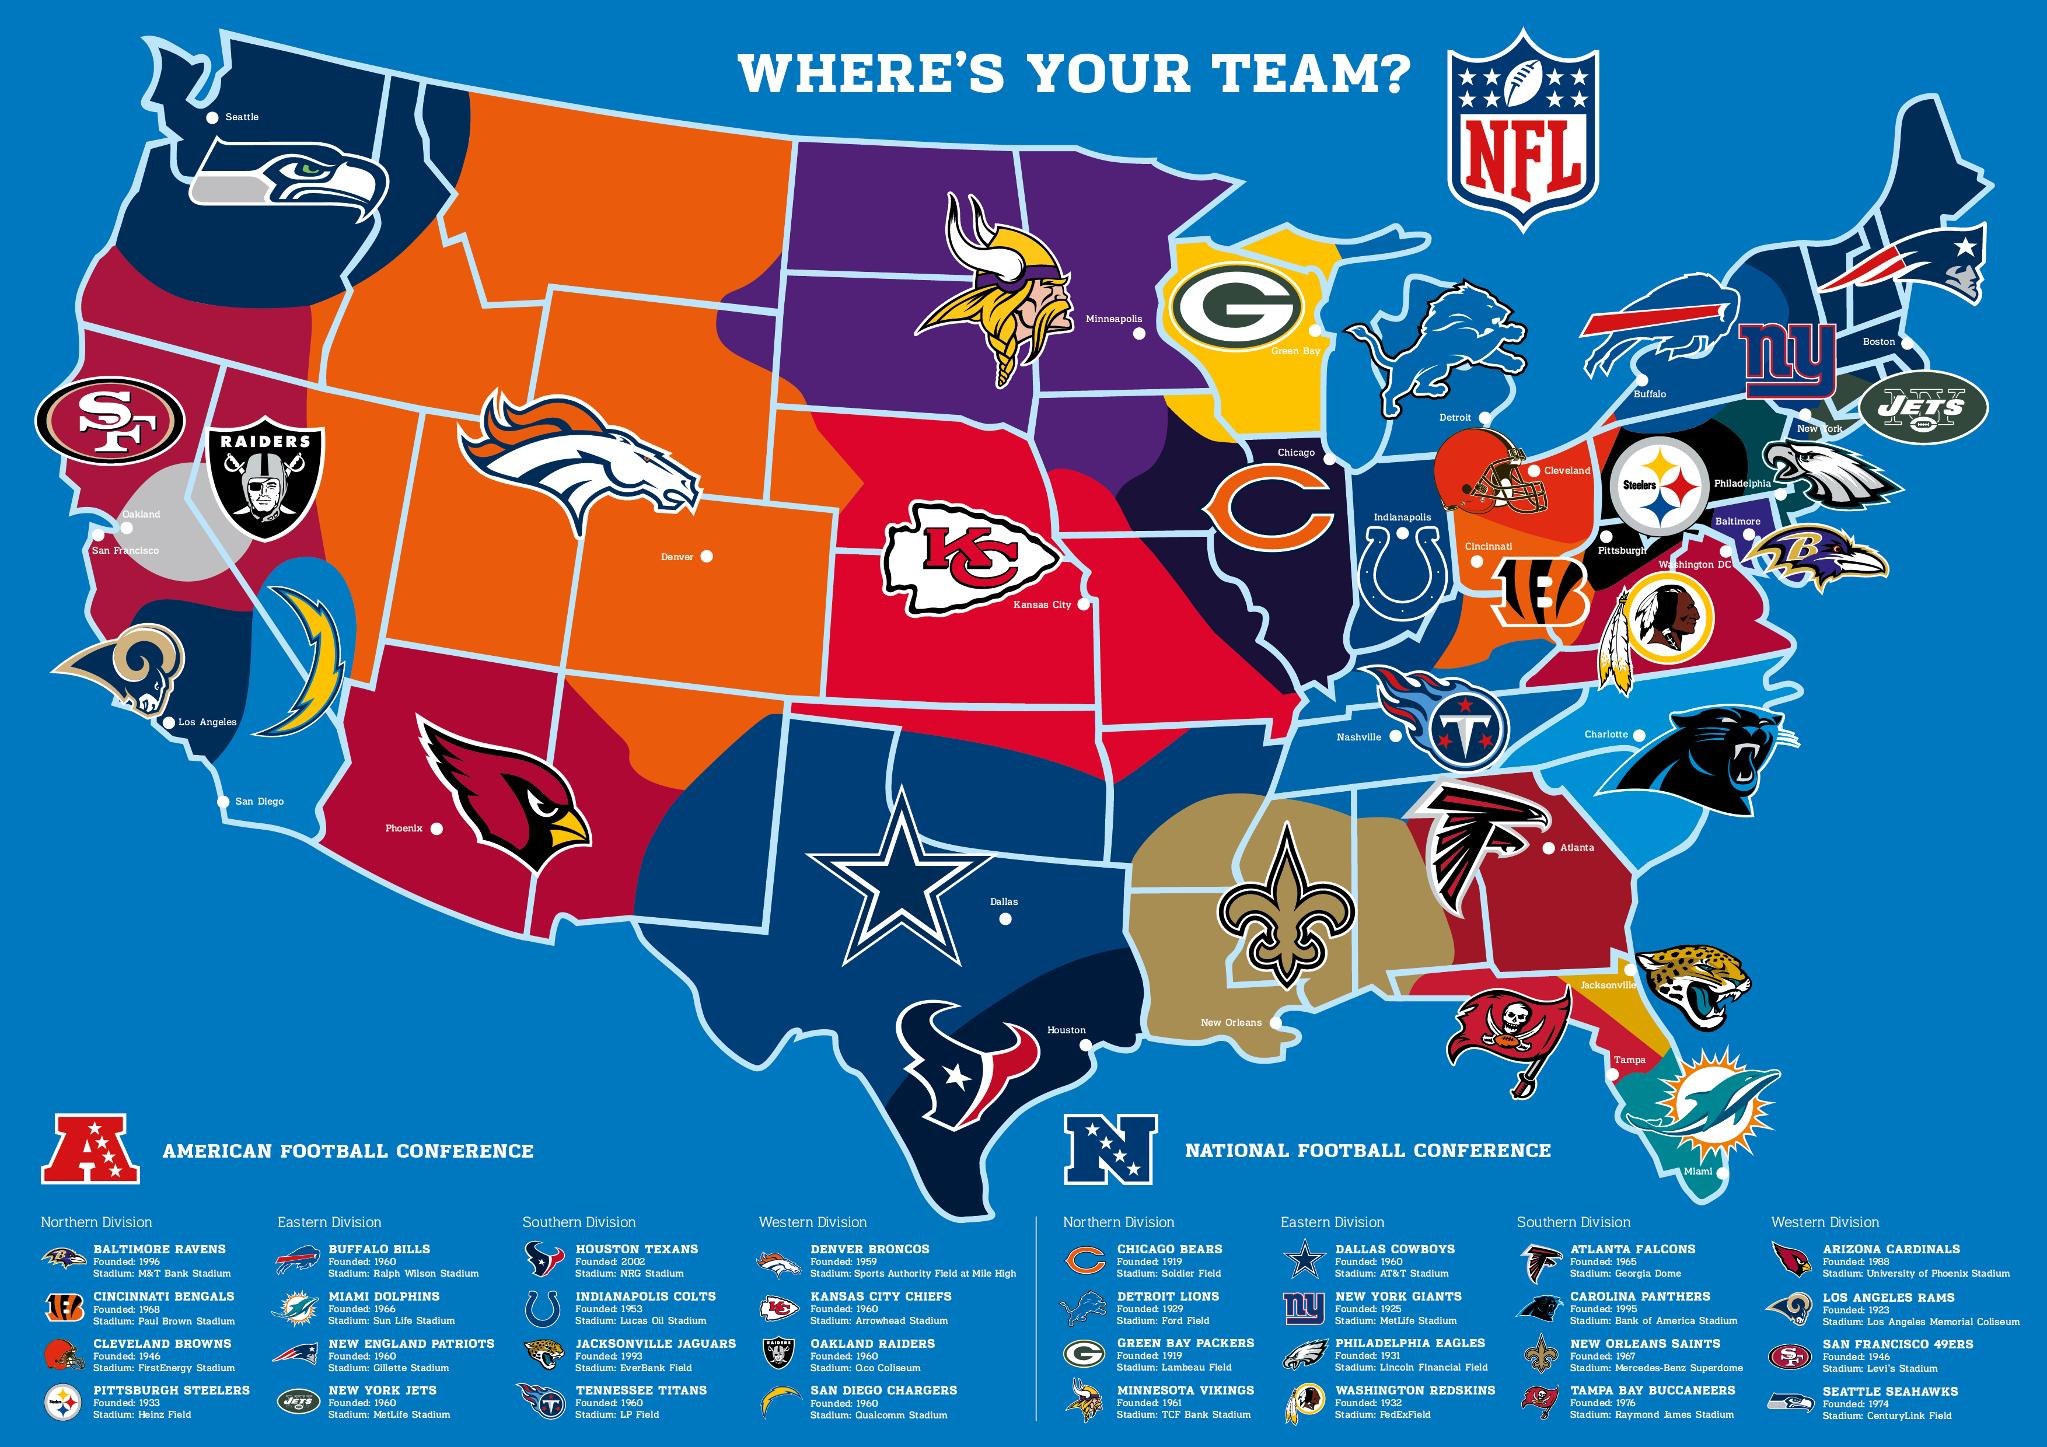 WHERE'S YOUR TEAM?
NFL
Seattle
Minneapolis
Green Bay
Boston
Buffalo
ny
JETS
NY
New York
Detroit
Chicago
Cleveland
Steelers
Philadelphia
SF
RAIDERS
Oakland
San Francisco
Denver
KC
Kansas City
G
C
Indianapolis
Cincinnati
B
Pittsburgh
Baltimore
B
Washington DC
Los Angeles
San Diego
Phoenix
Nashville
T
Charlotte
Dallas
Atlanta
Houston
New Orleans
Jacksonville
Tampa
Miami
A
AMERICAN FOOTBALL CONFERENCE
Northern Division
BALTIMORE RAVENS
Founded: 1996
Stadium: M&T Bank Stadium
CINCINNATI BENGALS
Founded: 1968
Stadium: Paul Brown Stadium
CLEVELAND BROWNS
Founded: 1946
Stadium: FirstEnergy Stadium
PITTSBURGH STEELERS
Founded: 1933
Stadium: Heinz Field
Eastern Division
BUFFALO BILLS
Founded: 1960
Stadium: Ralph Wilson Stadium
MIAMI DOLPHINS
Founded: 1966
Stadium: Sun Life Stadium
NEW ENGLAND PATRIOTS
Founded: 1960
Stadium: Gillette Stadium
NEW YORK JETS
Founded: 1960
Stadium: MetLife Stadium
Southern Division
HOUSTON TEXANS
Founded: 2002
Stadium: NRG Stadium
INDIANAPOLIS COLTS
Founded: 1953
Stadium: Lucas Oil Stadium
JACKSONVILLE JAGUARS
Founded: 1993
Stadium: EverBank Field
TENNESSEE TITANS
Founded: 1960
Stadium: LP Field
Western Division
DENVER BRONCOS
Founded: 1959
Stadium: Sports Authority Field at Mile High
KANSAS CITY CHIEFS
Founded: 1960
Stadium: Arrowhead Stadium
OAKLAND RAIDERS
Founded: 1960
Stadium: O.co Coliseum
SAN DIEGO CHARGERS
Founded: 1960
Stadium: Qualcomm Stadium
N
NATIONAL FOOTBALL CONFERENCE
Northern Division
CHICAGO BEARS
Founded: 1919
Stadium: Soldier Field
DETROIT LIONS
Founded: 1929
Stadium: Ford Field
GREEN BAY PACKERS
Founded: 1919
Stadium: Lambeau Field
MINNESOTA VIKINGS
Founded: 1961
Stadium: TCF Bank Stadium
Eastern Division
DALLAS COWBOYS
Founded: 1960
Stadium: AT&T Stadium
NEW YORK GIANTS
Founded: 1925
Stadium: MetLife Stadium
PHILADELPHIA EAGLES
Founded: 1931
Stadium: Lincoln Financial Field
WASHINGTON REDSKINS
Founded: 1932
Stadium: FedExField
Southern Division
ATLANTA FALCONS
Founded: 1965
Stadium: Georgia Dome
CAROLINA PANTHERS
Founded: 1995
Stadium: Bank of America Stadium
NEW ORLEANS SAINTS
Founded: 1967
Stadium: Mercedes-Benz Superdome
TAMPA BAY BUCCANEERS
Founded: 1976
Stadium: Raymond James Stadium
Western Division
ARIZONA CARDINALS
Founded: 1988
Stadium: University of Phoenix Stadium
LOS ANGELES RAMS
Founded: 1923
Stadium: Los Angeles Memorial Coliseum
SAN FRANCISCO 49ERS
Founded: 1946
Stadium: Levi's Stadium
SEATTLE SEAHAWKS
Founded: 1974
Stadium: CenturyLink Field